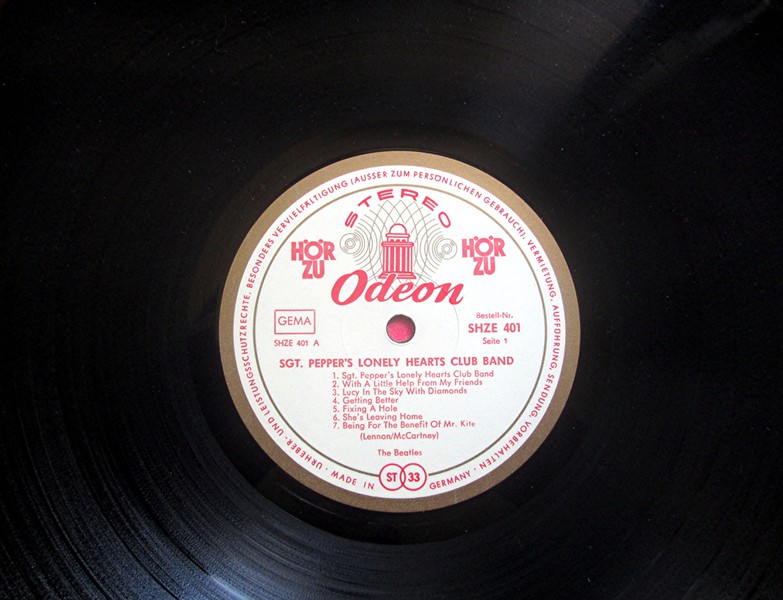 URHEBER- UND LEISTUNGSSCHUTZRECHTE, BESONDERS VERVIELFÄLTIGUNG (AUSSER ZUM PERSÖNLICHEN GEBRAUCH), VERMIETUNG, AUFFÜHRUNG, SENDUNG, VORBEHALTEN ·
STEREO
HÖR
ZU
HÖR
ZU
Odeon
GEMA
SHZE 401 A
Bestell-Nr.
SHZE 401
Seite 1
SGT. PEPPER'S LONELY HEARTS CLUB BAND
1. Sgt. Pepper's Lonely Hearts Club Band
2. With A Little Help From My Friends
3. Lucy In The Sky With Diamonds
4. Getting Better
5. Fixing A Hole
6. She's Leaving Home
7. Being For The Benefit Of Mr. Kite
(Lennon/McCartney)
The Beatles
MADE IN GERMANY ·
ST 33